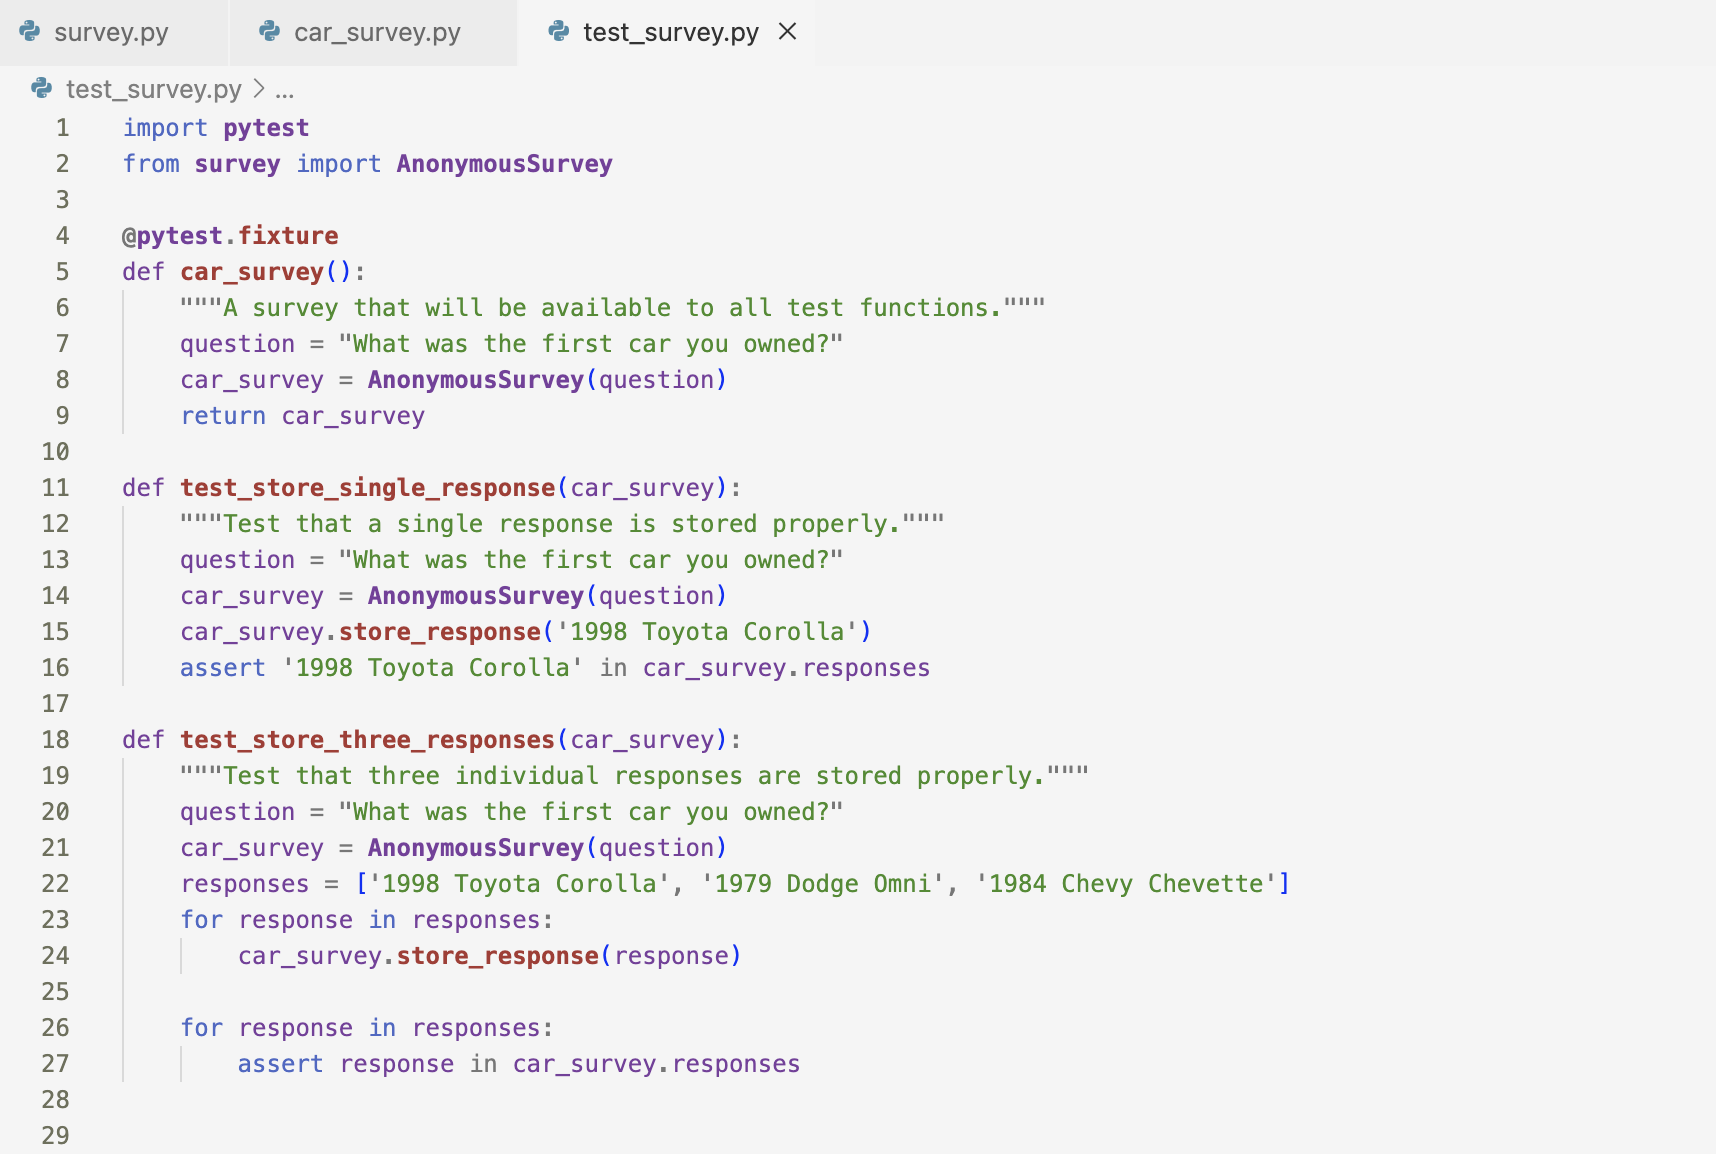 survey.py car_survey.py test_survey.py
test_survey.py > ...
1 import pytest
2 from survey import AnonymousSurvey
3
4 @pytest.fixture
5 def car_survey():
6     """A survey that will be available to all test functions."""
7     question = "What was the first car you owned?"
8     car_survey = AnonymousSurvey(question)
9     return car_survey
10
11 def test_store_single_response(car_survey):
12     """Test that a single response is stored properly."""
13     question = "What was the first car you owned?"
14     car_survey = AnonymousSurvey(question)
15     car_survey.store_response('1998 Toyota Corolla')
16     assert '1998 Toyota Corolla' in car_survey.responses
17
18 def test_store_three_responses(car_survey):
19     """Test that three individual responses are stored properly."""
20     question = "What was the first car you owned?"
21     car_survey = AnonymousSurvey(question)
22     responses = ['1998 Toyota Corolla', '1979 Dodge Omni', '1984 Chevy Chevette']
23     for response in responses:
24         car_survey.store_response(response)
25
26     for response in responses:
27         assert response in car_survey.responses
28
29